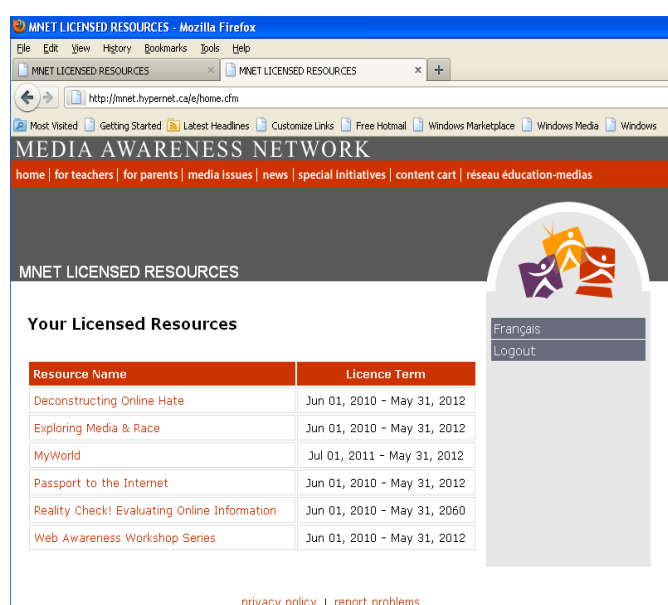 MNET LICENSED RESOURCES - Mozilla Firefox
File Edit View History Bookmarks Tools Help
MNET LICENSED RESOURCES × MNET LICENSED RESOURCES × +
http://mnet.hypernet.ca/e/home.cfm
Most Visited Getting Started Latest Headlines Customize Links Free Hotmail Windows Marketplace Windows Media Windows
MEDIA AWARENESS NETWORK
home | for teachers | for parents | media issues | news | special initiatives | content cart | réseau éducation-medias
MNET LICENSED RESOURCES
Your Licensed Resources
Français
Logout
Resource Name Licence Term
Deconstructing Online Hate Jun 01, 2010 - May 31, 2012
Exploring Media & Race Jun 01, 2010 - May 31, 2012
MyWorld Jul 01, 2011 - May 31, 2012
Passport to the Internet Jun 01, 2010 - May 31, 2012
Reality Check! Evaluating Online Information Jun 01, 2010 - May 31, 2060
Web Awareness Workshop Series Jun 01, 2010 - May 31, 2012
privacy policy | report problems